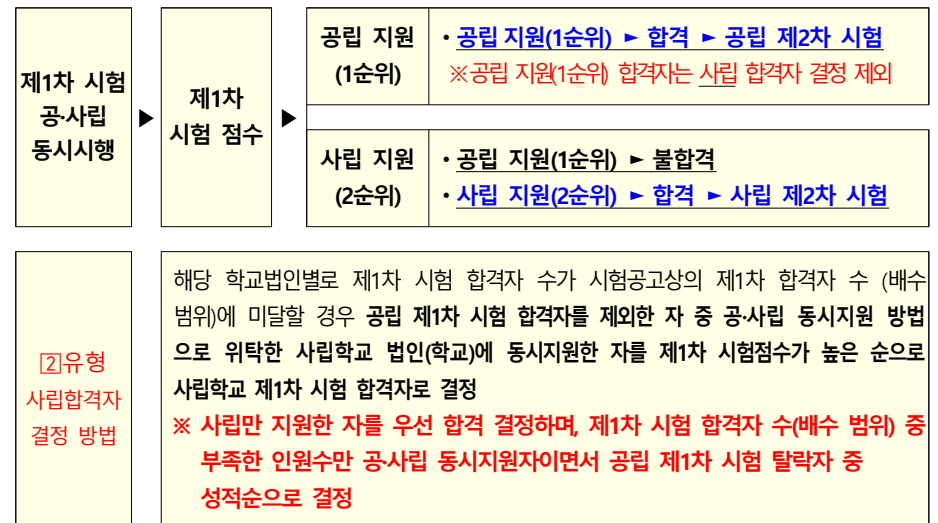 제1차 시험
공·사립
동시시행
▶
제1차
시험 점수
▶
공립 지원
(1순위)
· 공립 지원(1순위) ► 합격 ► 공립 제2차 시험
※공립 지원(1순위) 합격자는 사립 합격자 결정 제외
사립 지원
(2순위)
· 공립 지원(1순위) ► 불합격
· 사립 지원(2순위) ► 합격 ► 사립 제2차 시험
②유형
사립합격자
결정 방법
해당 학교법인별로 제1차 시험 합격자 수가 시험공고상의 제1차 합격자 수 (배수
범위)에 미달할 경우 공립 제1차 시험 합격자를 제외한 자 중 공·사립 동시지원 방법
으로 위탁한 사립학교 법인(학교)에 동시지원한 자를 제1차 시험점수가 높은 순으로
사립학교 제1차 시험 합격자로 결정
※ 사립만 지원한 자를 우선 합격 결정하며, 제1차 시험 합격자 수(배수 범위) 중
부족한 인원수만 공·사립 동시지원자이면서 공립 제1차 시험 탈락자 중
성적순으로 결정